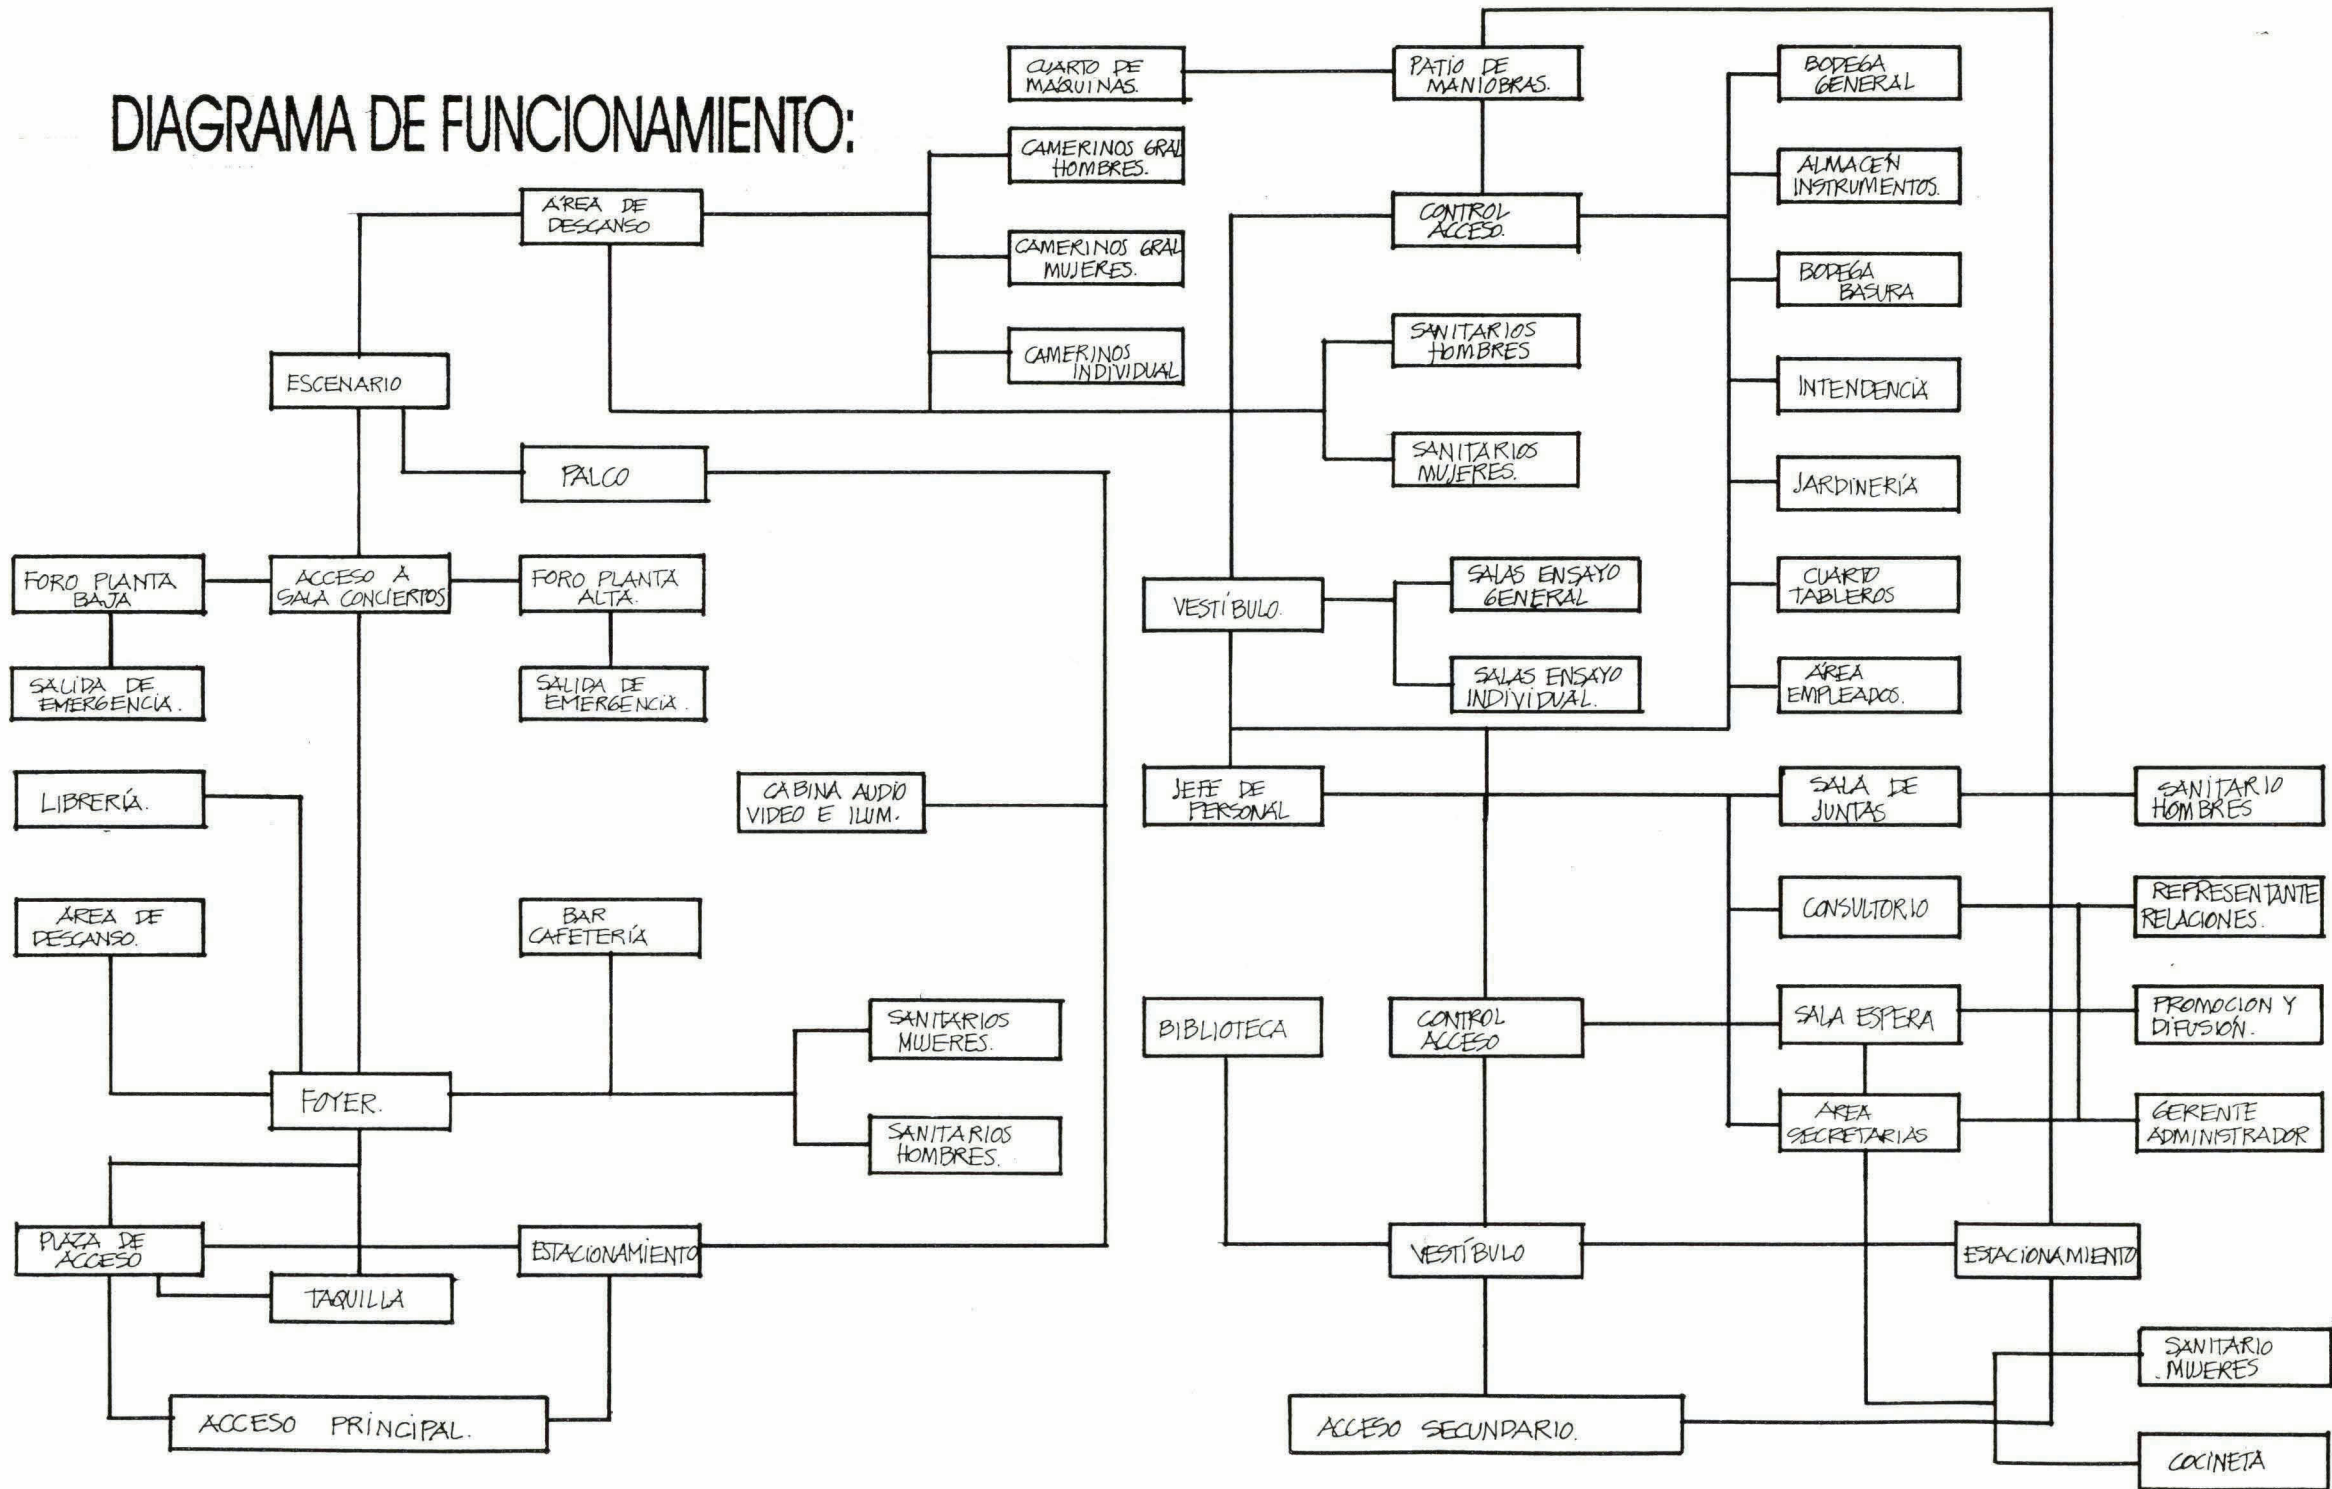 DIAGRAMA DE FUNCIONAMIENTO:
CUARTO DE
MÁQUINAS.
PATIO DE
MANIOBRAS.
BODEGA
GENERAL
CAMERINOS GRAL
HOMBRES.
ALMACÉN
INSTRUMENTOS.
ÁREA DE
DESCANSO
CONTROL
ACCESO.
CAMERINOS GRAL
MUJERES.
BODEGA
BASURA
CAMERINOS
INDIVIDUAL
SANITARIOS
HOMBRES
ESCENARIO
INTENDENCIA
PALCO
SANITARIOS
MUJERES.
JARDINERÍA
FORO PLANTA
BAJA
ACCESO A
SALA CONCIERTOS
FORO PLANTA
ALTA.
VESTÍBULO.
SALAS ENSAYO
GENERAL
CUARTO
TABLEROS
SALIDA DE
EMERGENCIA.
SALIDA DE
EMERGENCIA.
SALAS ENSAYO
INDIVIDUAL.
ÁREA
EMPLEADOS.
LIBRERÍA.
CABINA AUDIO
VIDEO E ILUM.
JEFE DE
PERSONAL
SALA DE
JUNTAS
SANITARIO
HOMBRES
ÁREA DE
DESCANSO.
BAR
CAFETERÍA
CONSULTORIO
REPRESENTANTE
RELACIONES.
SANITARIOS
MUJERES.
BIBLIOTECA
CONTROL
ACCESO
SALA ESPERA
PROMOCION Y
DIFUSIÓN.
FOYER.
SANITARIOS
HOMBRES.
AREA
SECRETARIAS
GERENTE
ADMINISTRADOR
PLAZA DE
ACCESO
ESTACIONAMIENTO
VESTÍBULO
ESTACIONAMIENTO
TAQUILLA
SANITARIO
MUJERES
ACCESO PRINCIPAL.
ACCESO SECUNDARIO.
COCINETA